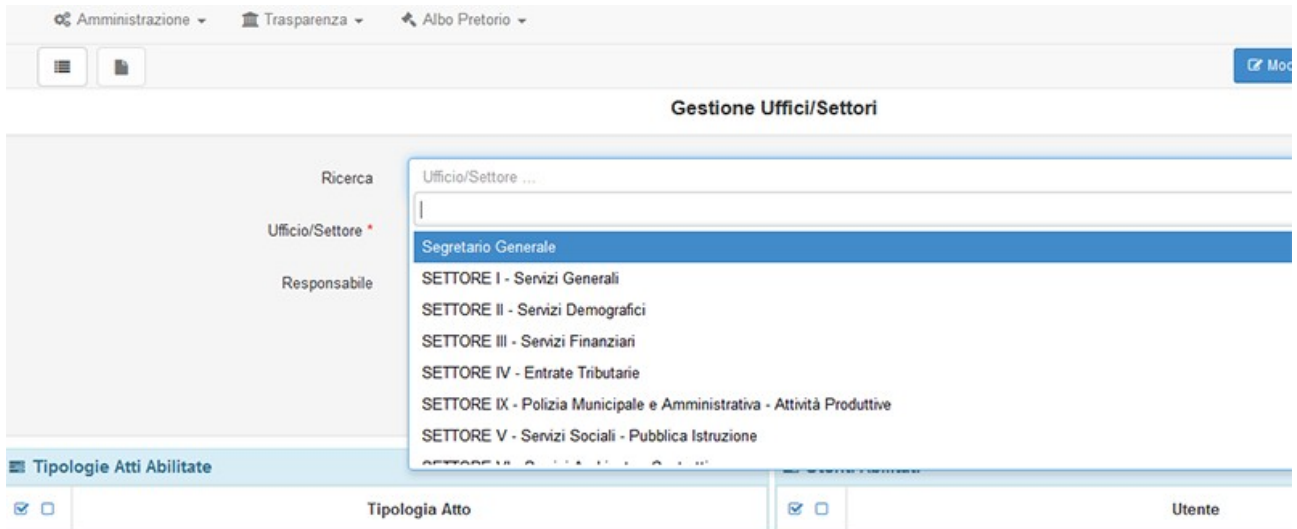 Amministrazione Trasparenza Albo Pretorio
Gestione Uffici/Settori
Ricerca
Ufficio/Settore ...
Ufficio/Settore *
Segretario Generale
SETTORE I - Servizi Generali
Responsabile
SETTORE II - Servizi Demografici
SETTORE III - Servizi Finanziari
SETTORE IV - Entrate Tributarie
SETTORE IX - Polizia Municipale e Amministrativa - Attività Produttive
SETTORE V - Servizi Sociali - Pubblica Istruzione
Tipologie Atti Abilitate
Tipologia Atto
Utente